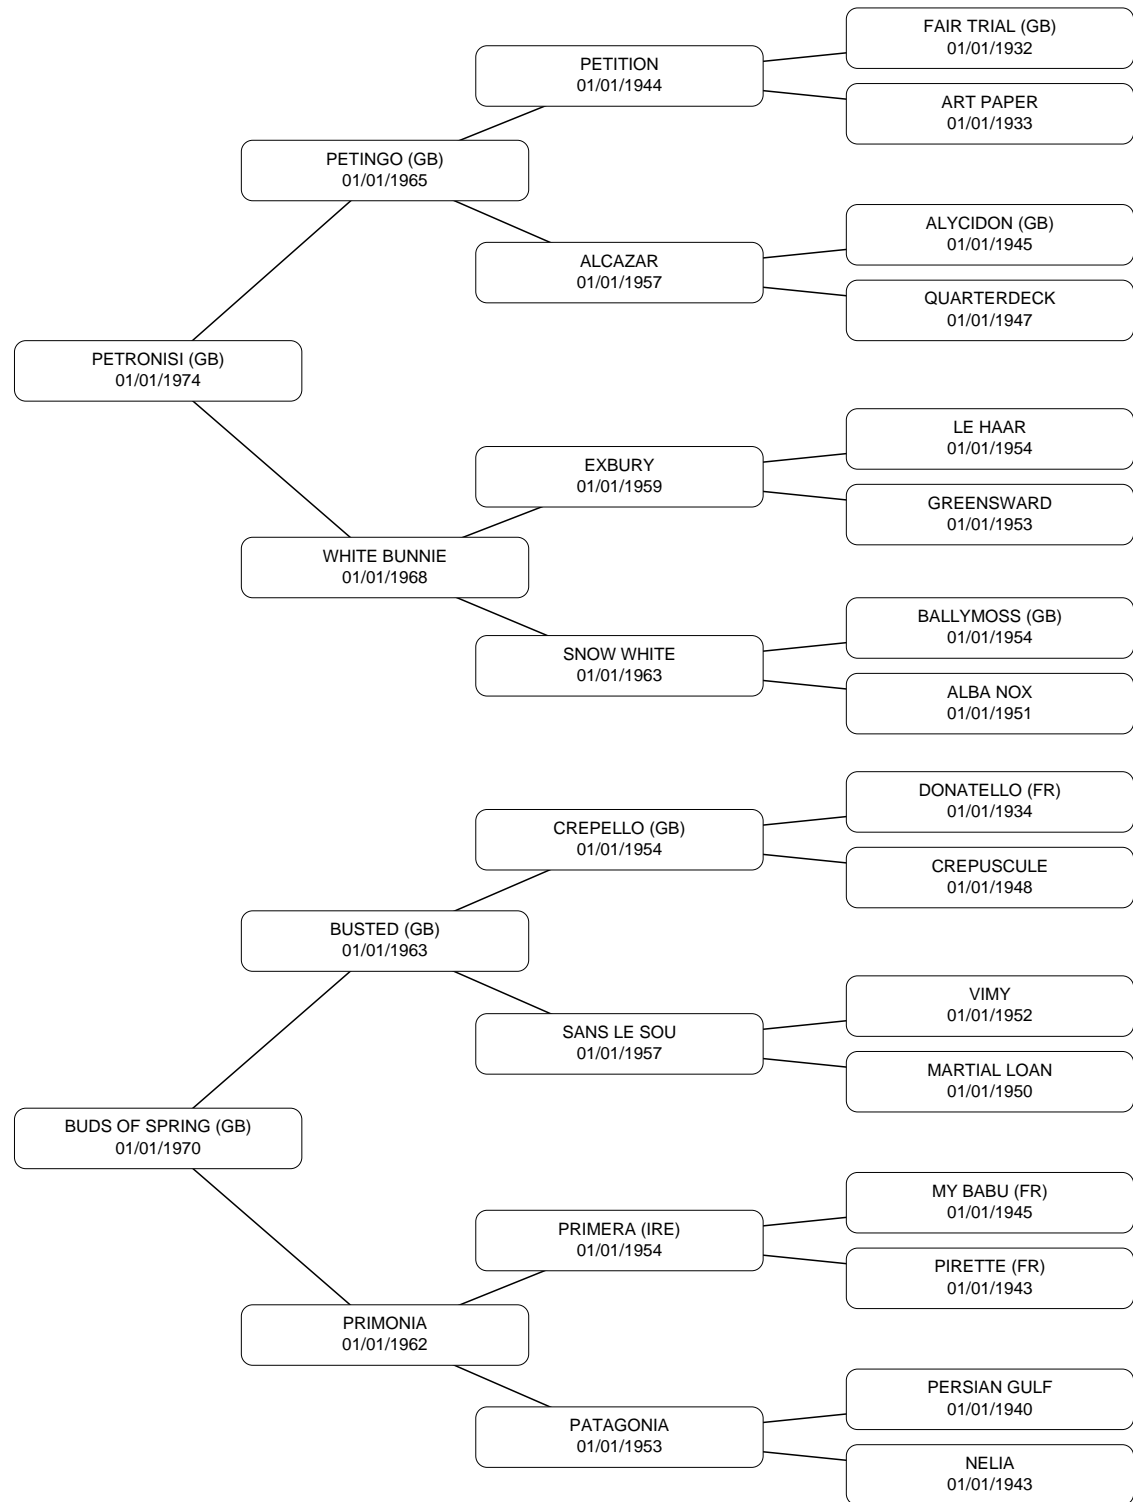 FAIR TRIAL (GB)
01/01/1932
PETITION
01/01/1944
ART PAPER
01/01/1933
PETINGO (GB)
01/01/1965
ALYCIDON (GB)
01/01/1945
ALCAZAR
01/01/1957
QUARTERDECK
01/01/1947
PETRONISI (GB)
01/01/1974
LE HAAR
01/01/1954
EXBURY
01/01/1959
GREENSWARD
01/01/1953
WHITE BUNNIE
01/01/1968
BALLYMOSS (GB)
01/01/1954
SNOW WHITE
01/01/1963
ALBA NOX
01/01/1951
DONATELLO (FR)
01/01/1934
CREPELLO (GB)
01/01/1954
CREPUSCULE
01/01/1948
BUSTED (GB)
01/01/1963
VIMY
01/01/1952
SANS LE SOU
01/01/1957
MARTIAL LOAN
01/01/1950
BUDS OF SPRING (GB)
01/01/1970
MY BABU (FR)
01/01/1945
PRIMERA (IRE)
01/01/1954
PIRETTE (FR)
01/01/1943
PRIMONIA
01/01/1962
PERSIAN GULF
01/01/1940
PATAGONIA
01/01/1953
NELIA
01/01/1943